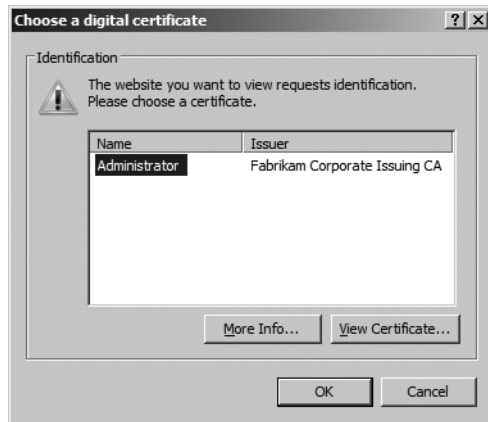 Choose a digital certificate
Identification
The website you want to view requests identification.
Please choose a certificate.
Name Issuer
Administrator Fabrikam Corporate Issuing CA
More Info... View Certificate...
OK Cancel